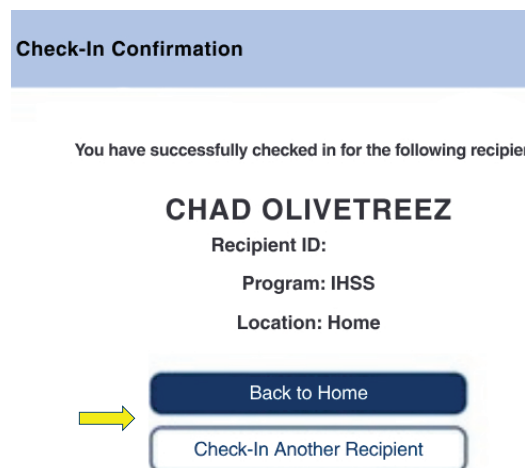 Check-In Confirmation
You have successfully checked in for the following
CHAD OLIVETREEZ
Recipient ID:
Program: IHSS
Location: Home
Back to Home
Check-In Another Recipient